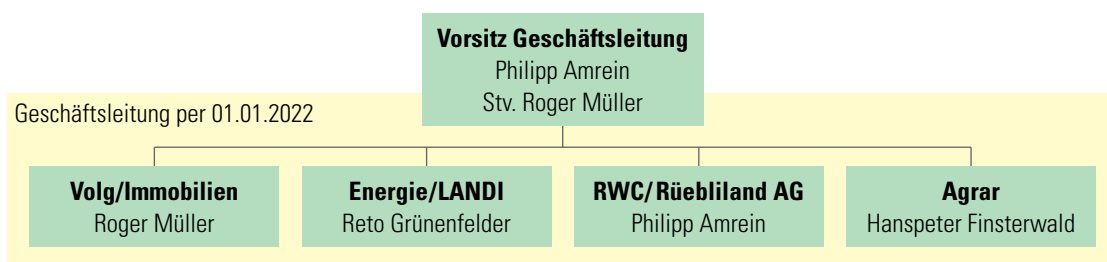 Vorsitz Geschäftsleitung
Philipp Amrein
Stv. Roger Müller
Geschäftsleitung per 01.01.2022
Volg/Immobilien
Roger Müller
Energie/LANDI
Reto Grünenfelder
RWC/Rüebliland AG
Philipp Amrein
Agrar
Hanspeter Finsterwald